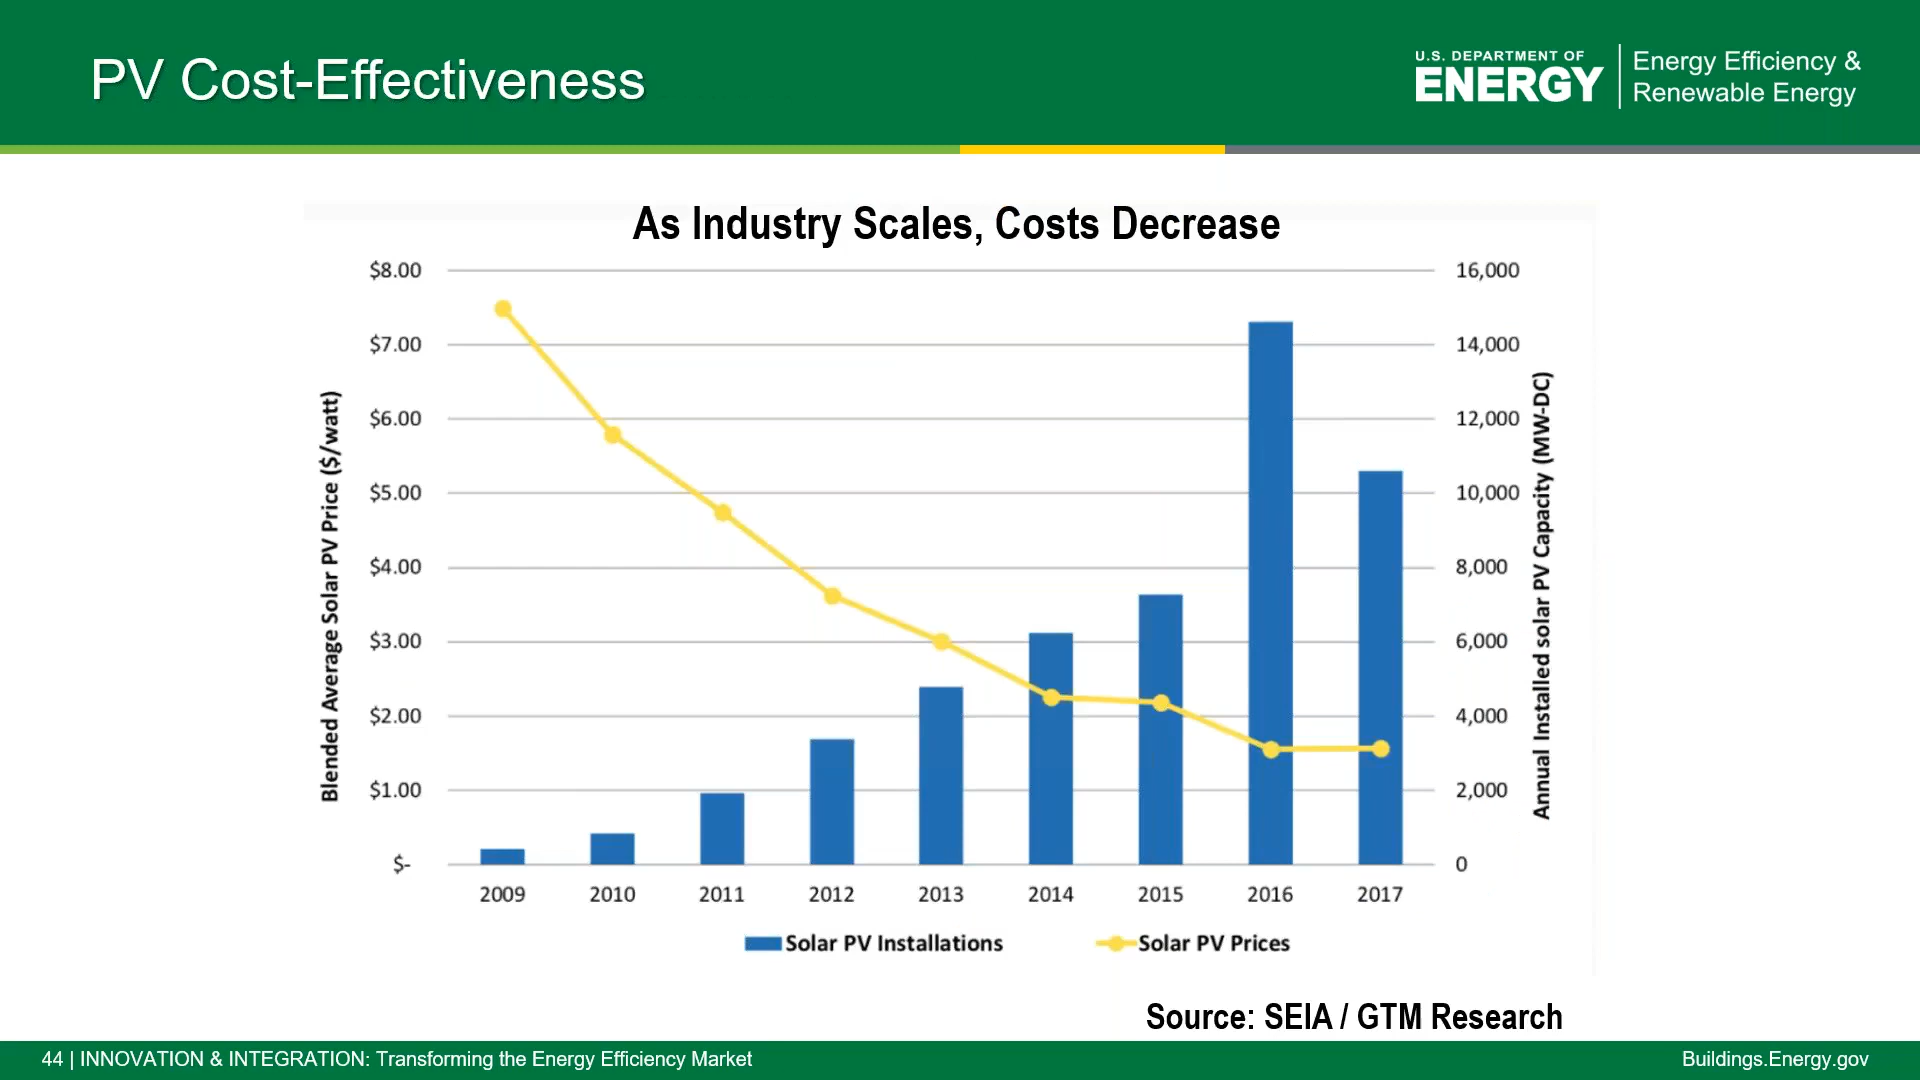 PV Cost-Effectiveness
U.S. DEPARTMENT OF
ENERGY
Energy Efficiency &
Renewable Energy
As Industry Scales, Costs Decrease
Blended Average Solar PV Price ($/watt)
$8.00
$7.00
$6.00
$5.00
$4.00
$3.00
$2.00
$1.00
$-
16,000
14,000
12,000
10,000
8,000
6,000
4,000
2,000
0
Annual Installed solar PV Capacity (MW-DC)
2009 2010 2011 2012 2013 2014 2015 2016 2017
Solar PV Installations Solar PV Prices
Source: SEIA / GTM Research
44 | INNOVATION & INTEGRATION: Transforming the Energy Efficiency Market
Buildings.Energy.gov